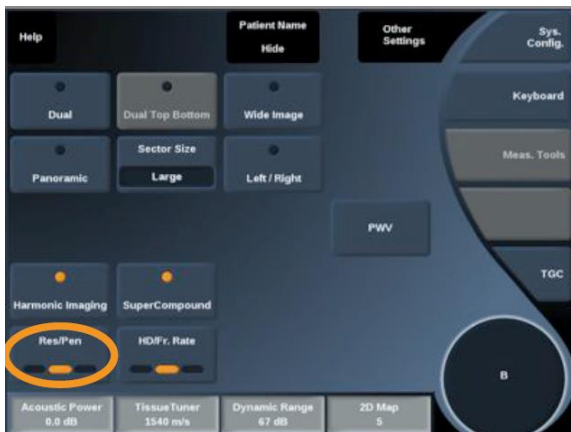 Help
Patient Name
Hide
Other
Settings
Sys.
Config.
Dual
Dual Top Bottom
Wide Image
Keyboard
Panoramic
Sector Size
Large
Left / Right
Meas. Tools
PWV
TGC
Harmonic Imaging
SuperCompound
Res/Pen
HD/Fr. Rate
B
Acoustic Power
0.0 dB
TissueTuner
1540 m/s
Dynamic Range
67 dB
2D Map
5